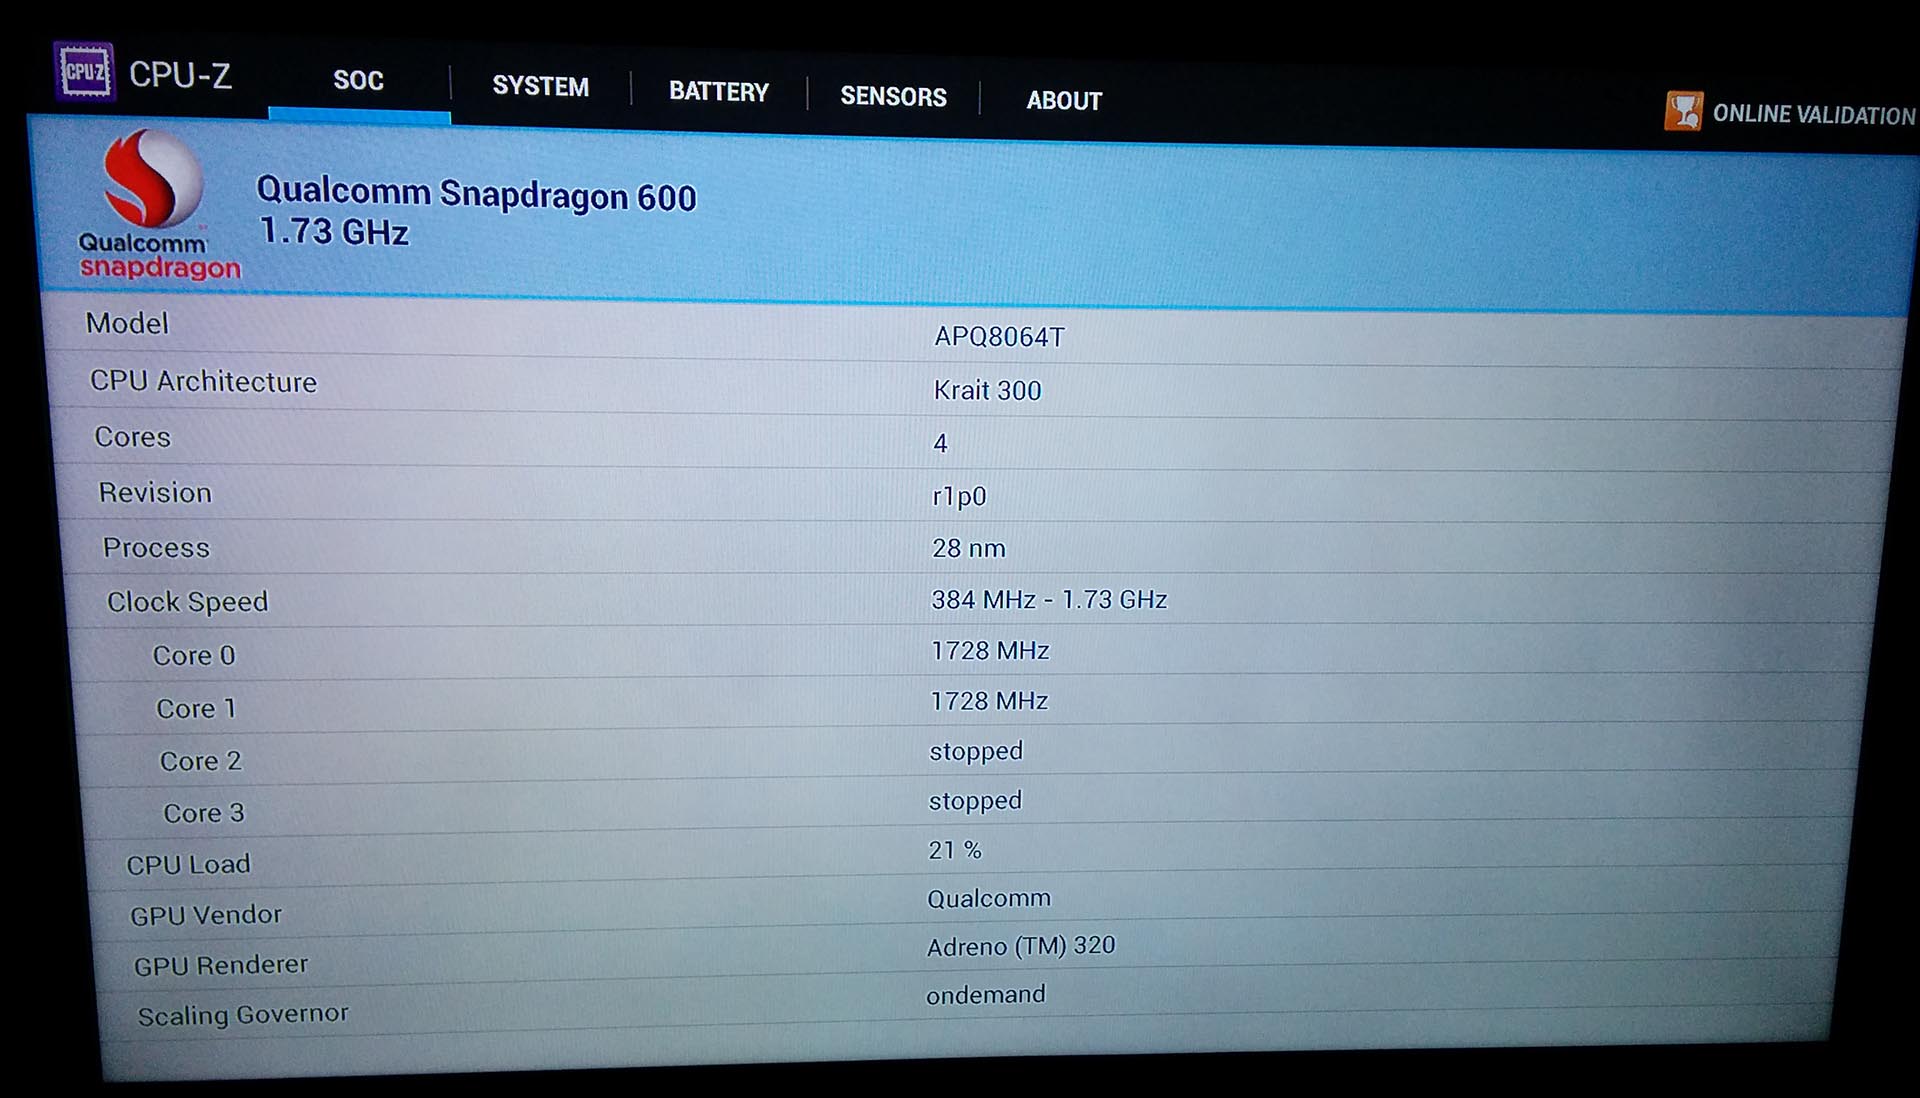 CPU-Z
CPU-Z SOC SYSTEM BATTERY SENSORS ABOUT ONLINE VALIDATION
Qualcomm Snapdragon 600
1.73 GHz
Qualcomm
snapdragon
Model APQ8064T
CPU Architecture Krait 300
Cores 4
Revision r1p0
Process 28 nm
Clock Speed 384 MHz - 1.73 GHz
Core 0 1728 MHz
Core 1 1728 MHz
Core 2 stopped
Core 3 stopped
CPU Load 21 %
GPU Vendor Qualcomm
GPU Renderer Adreno (TM) 320
Scaling Governor ondemand